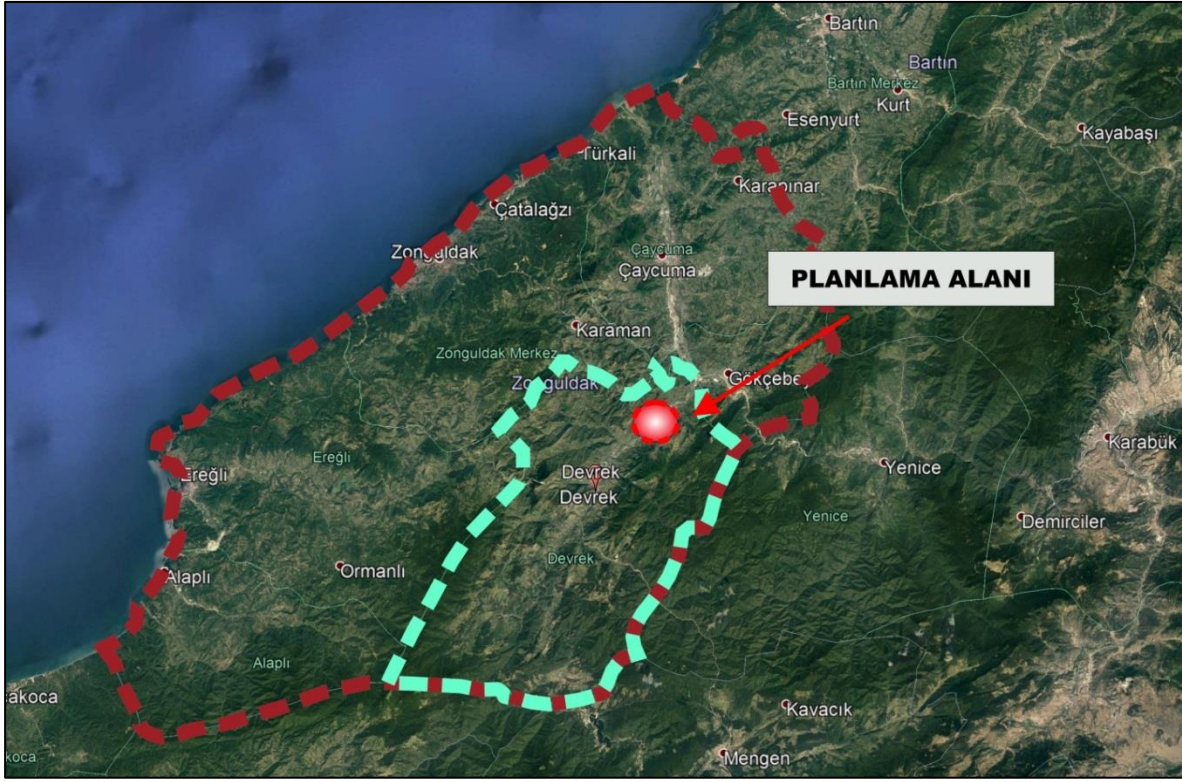 Bartın
Bartın
Bartın Merkez
Kurt
Esenyurt
Kayabaşı
Türkali
Karapınar
Çatalağzı
Zonguldak
Çaycuma
Çaycuma
PLANLAMA ALANI
Karaman
Zonguldak Merkez
Zonguldak
Gökçebey
Karabük
Ereğli
Ereğli
Devrek
Devrek
Yenice
Yenice
Demirciler
Devrek
Ormanlı
Alaplı
Alaplı
akoca
Kavacık
koca
Mengen